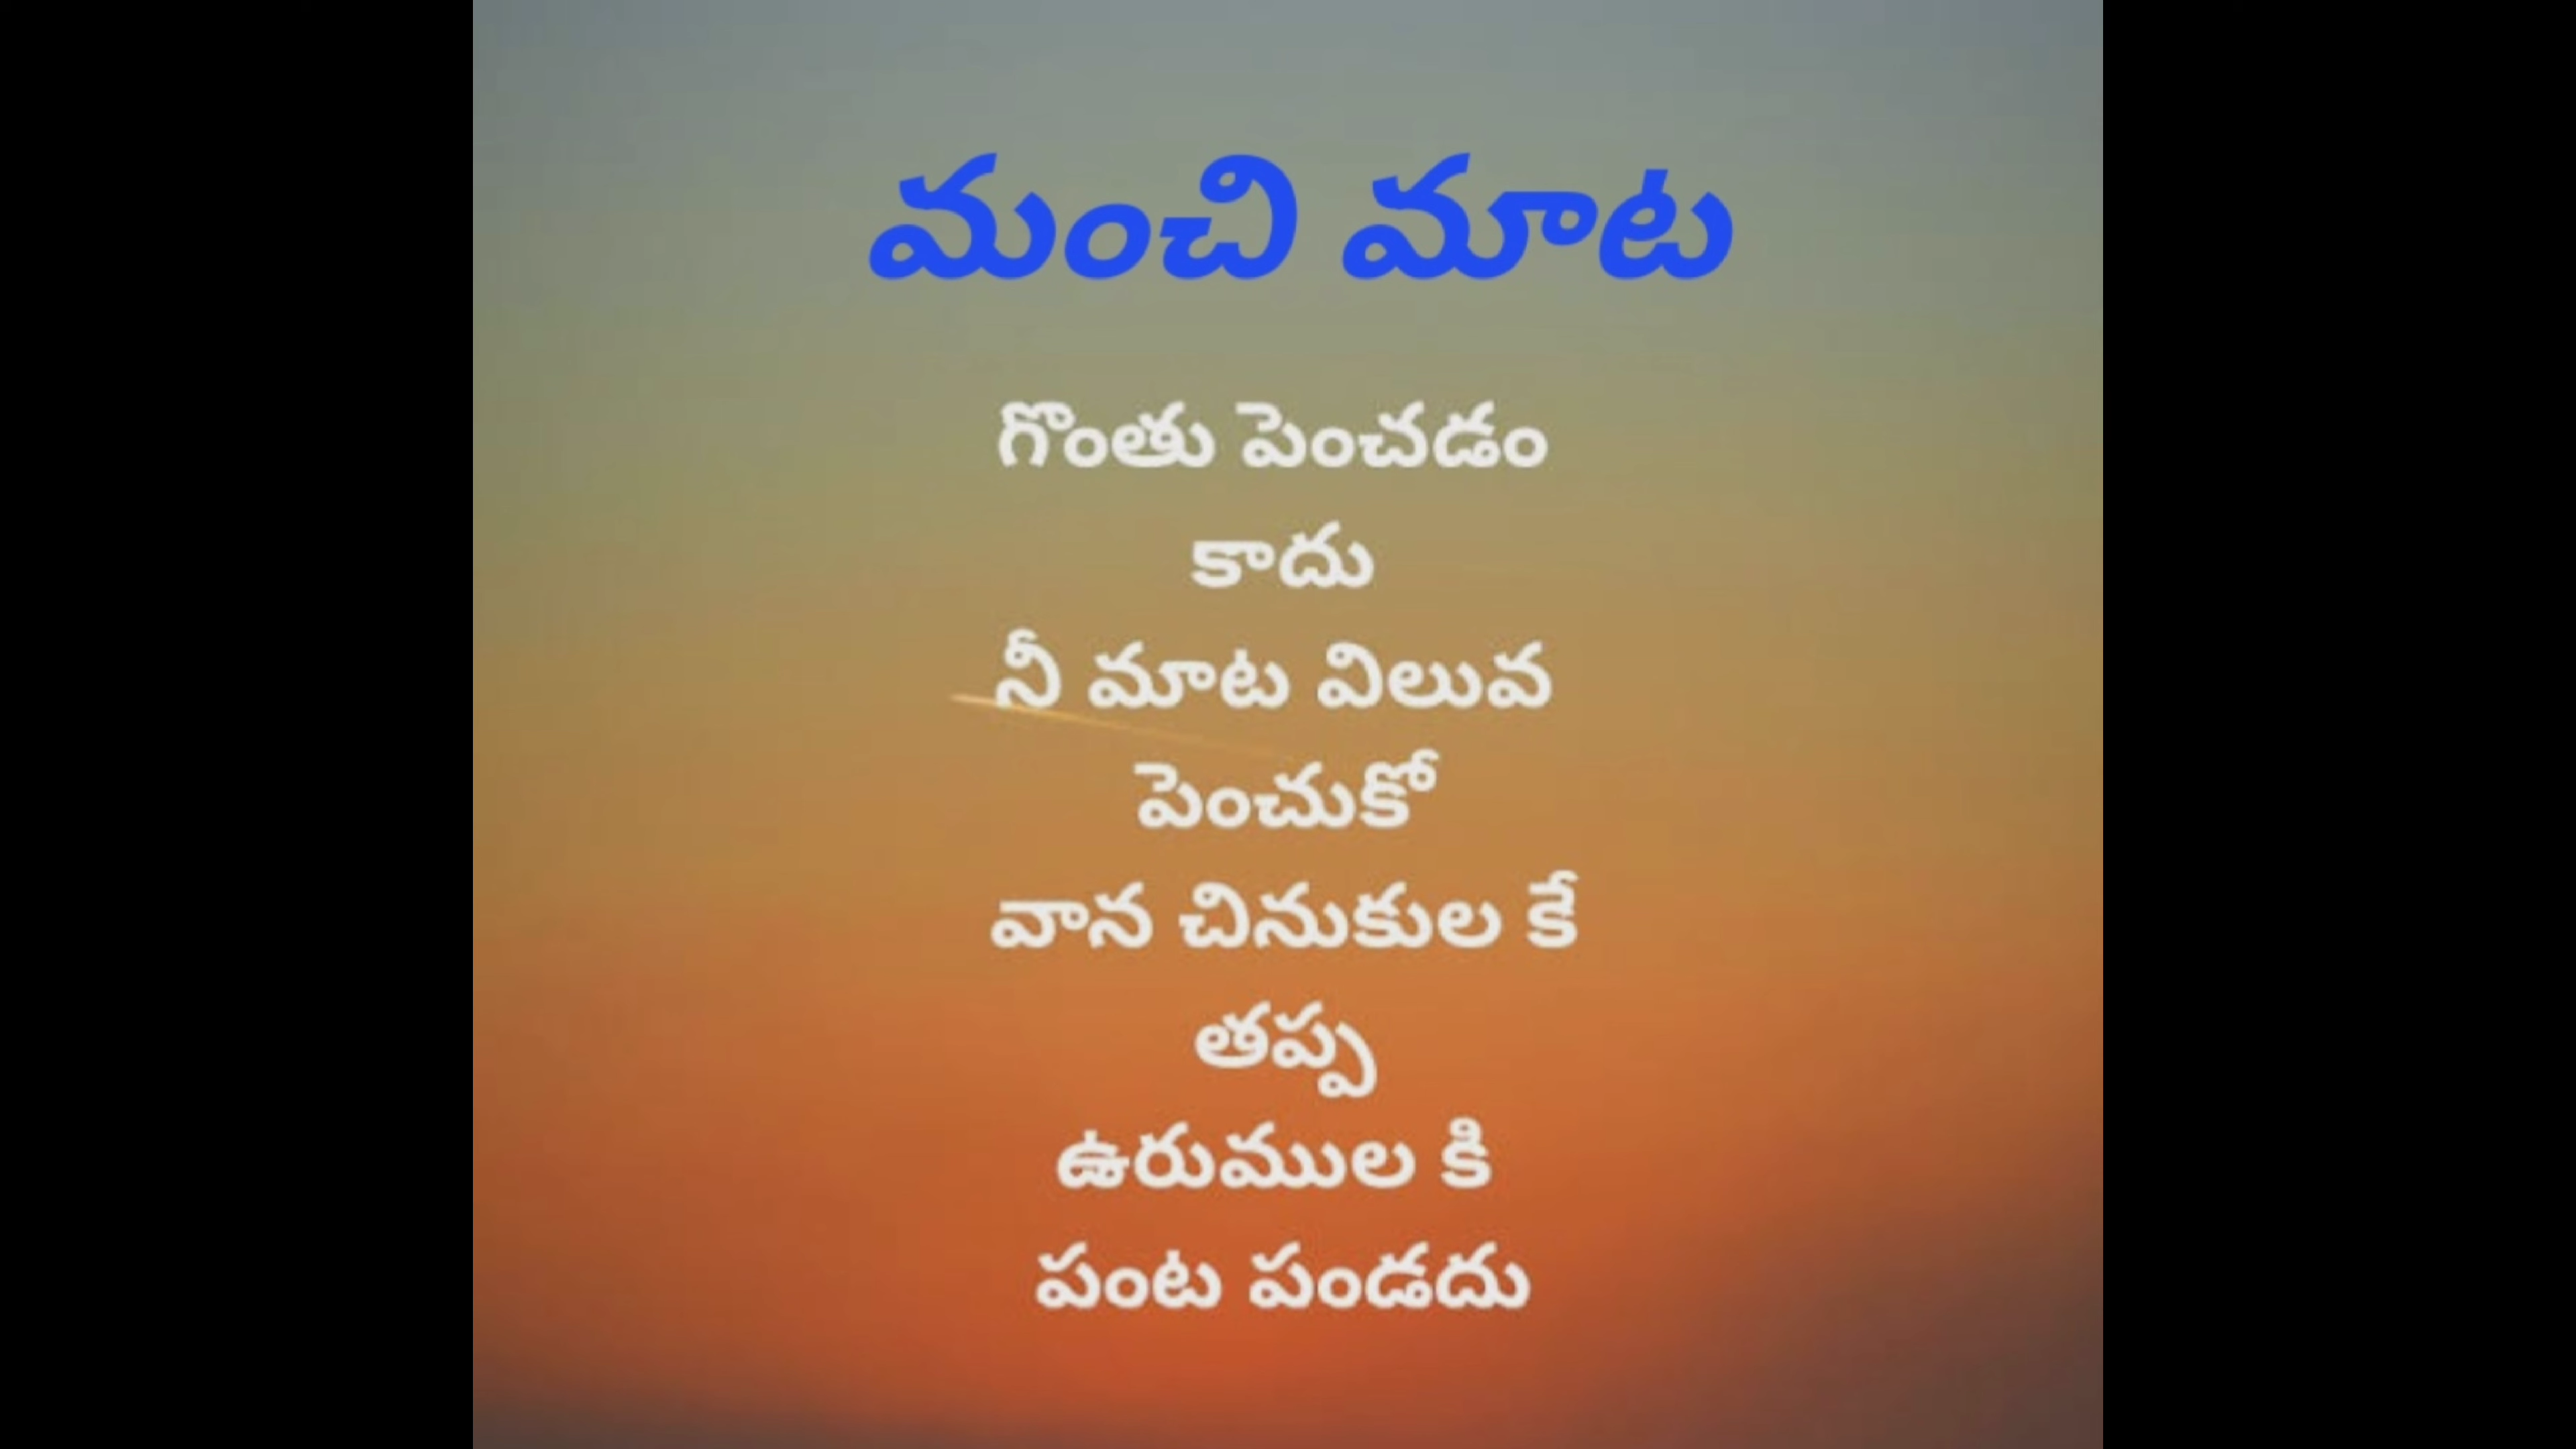 మంచి మాట
గొంతు పెంచడం
కాదు
నీ మాట విలువ
పెంచుకో
వాన చినుకుల కే
తప్ప
ఉరుముల కి
పంట పండదు